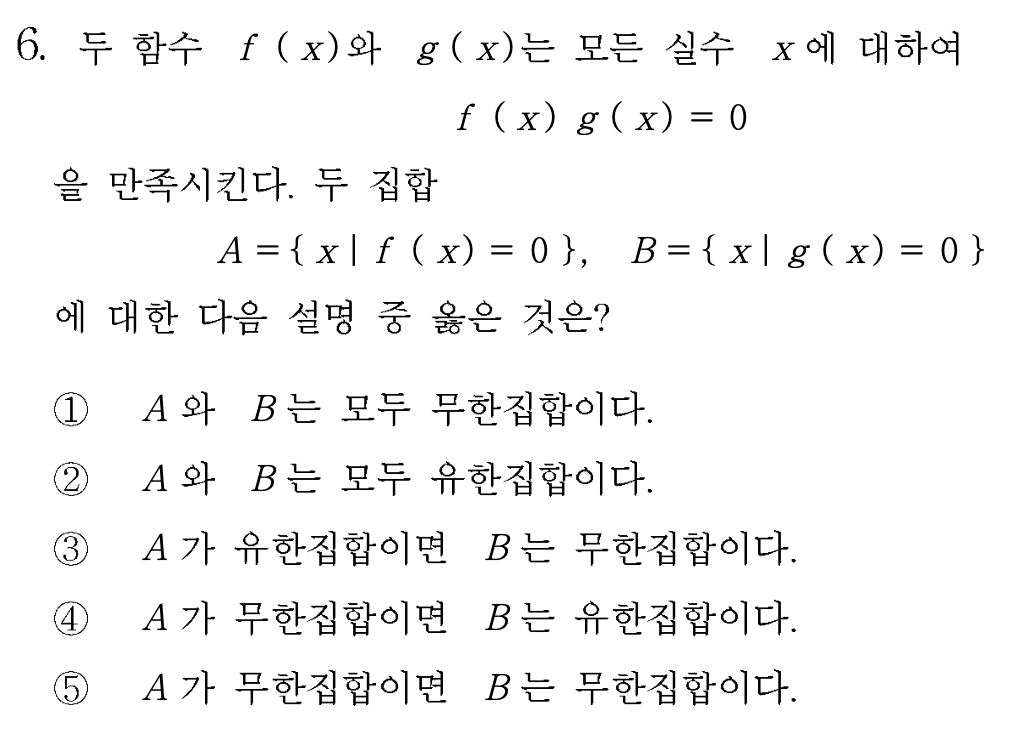 6. 두 함수 f ( x)와 g ( x)는 모든 실수 x 에 대하여
f ( x) g ( x) = 0
을 만족시킨다. 두 집합
A = { x | f ( x) = 0 }, B = { x | g ( x) = 0 }
에 대한 다음 설명 중 옳은 것은?
① A 와 B 는 모두 무한집합이다.
② A 와 B 는 모두 유한집합이다.
③ A 가 유한집합이면 B 는 무한집합이다.
④ A 가 무한집합이면 B 는 유한집합이다.
⑤ A 가 무한집합이면 B 는 무한집합이다.